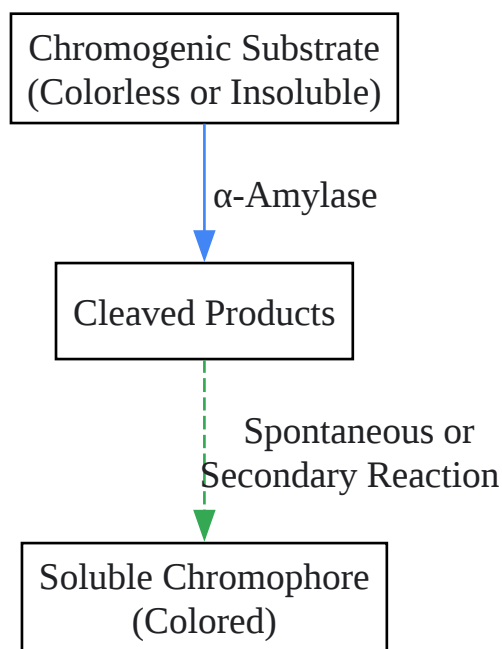 Chromogenic Substrate
(Colorless or Insoluble)
α-Amylase
Cleaved Products
Spontaneous or
Secondary Reaction
Soluble Chromophore
(Colored)